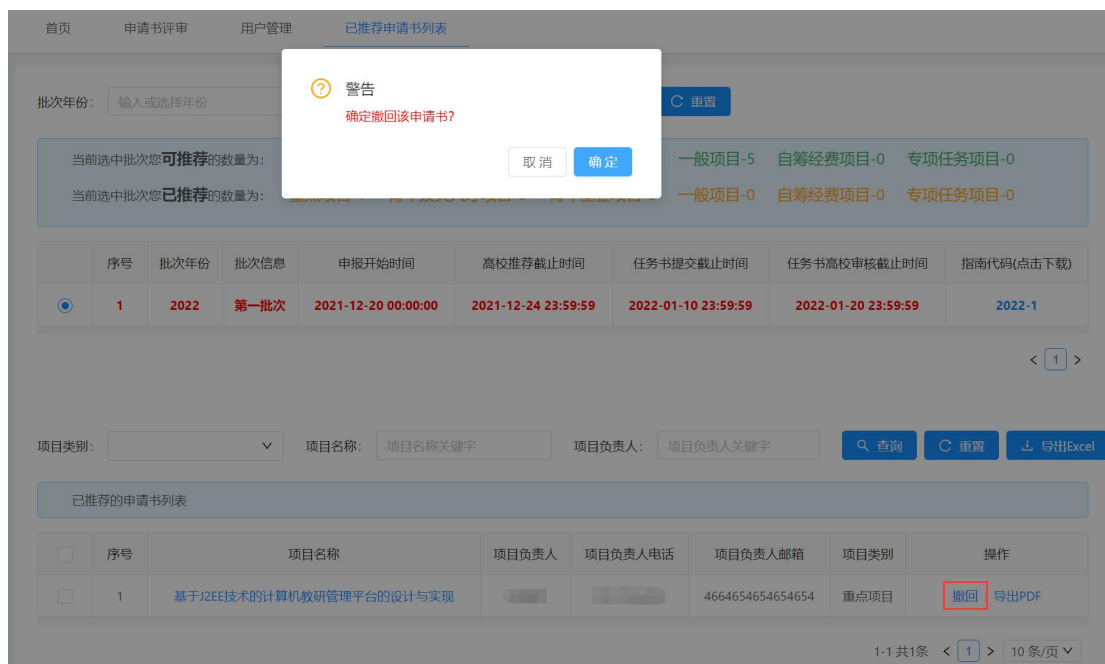 首页 申请书评审 用户管理 已推荐申请书列表
警告
确定撤回该申请书?
取消 确定
批次年份: 输入或选择年份 重置
当前选中批次您可推荐的数量为: 一般项目-5 自筹经费项目-0 专项任务项目-0
当前选中批次您已推荐的数量为: 一般项目-0 自筹经费项目-0 专项任务项目-0
序号 批次年份 批次信息 申报开始时间 高校推荐截止时间 任务书提交截止时间 任务书高校审核截止时间 指南代码(点击下载)
1 2022 第一批次 2021-12-20 00:00:00 2021-12-24 23:59:59 2022-01-10 23:59:59 2022-01-20 23:59:59 2022-1
< 1 >
项目类别: 项目名称: 项目名称关键字 项目负责人: 项目负责人关键字 查询 重置 导出Excel
已推荐的申请书列表
序号 项目名称 项目负责人 项目负责人电话 项目负责人邮箱 项目类别 操作
1 基于J2EE技术的计算机教研管理平台的设计与实现 4664654654654654 重点项目 撤回 导出PDF
1-1 共1条 < 1 > 10 条/页